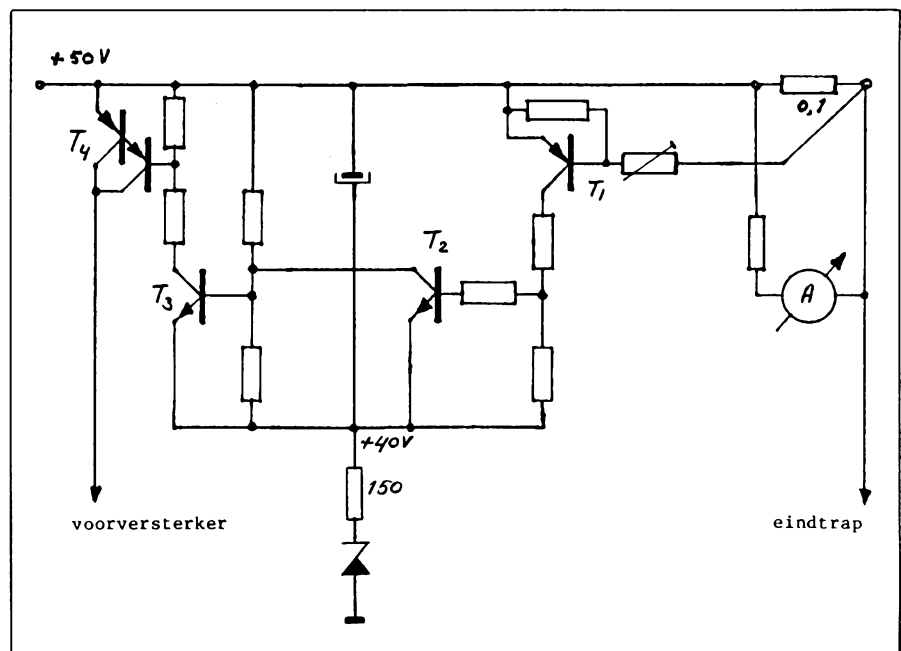 +50V
0,1
T4
T1
T2
T3
A
+40V
150
voorversterker
eindtrap